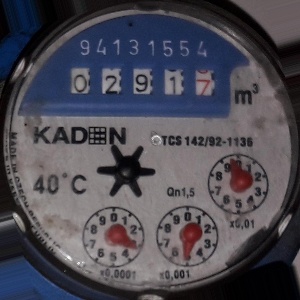 94131554
02917 m³
KADEN
TCS 142/92-1136
40°C
Qn1,5
x0,01
x0,0001
x0,001